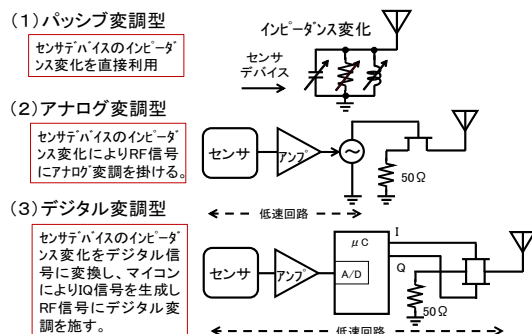 (1)パッシブ変調型
センサデバイスのインピーダ
ンス変化を直接利用
インピーダンス変化
センサ
デバイス
(2)アナログ変調型
センサデバイスのインピーダ
ンス変化によりRF信号
にアナログ変調を掛ける。
センサ
アンプ
50Ω
低速回路
(3)デジタル変調型
センサデバイスのインピーダ
ンス変化をデジタル信
号に変換し、マイコン
によりIQ信号を生成し
RF信号にデジタル変
調を施す。
センサ
アンプ
μC
A/D
I
Q
50Ω
低速回路